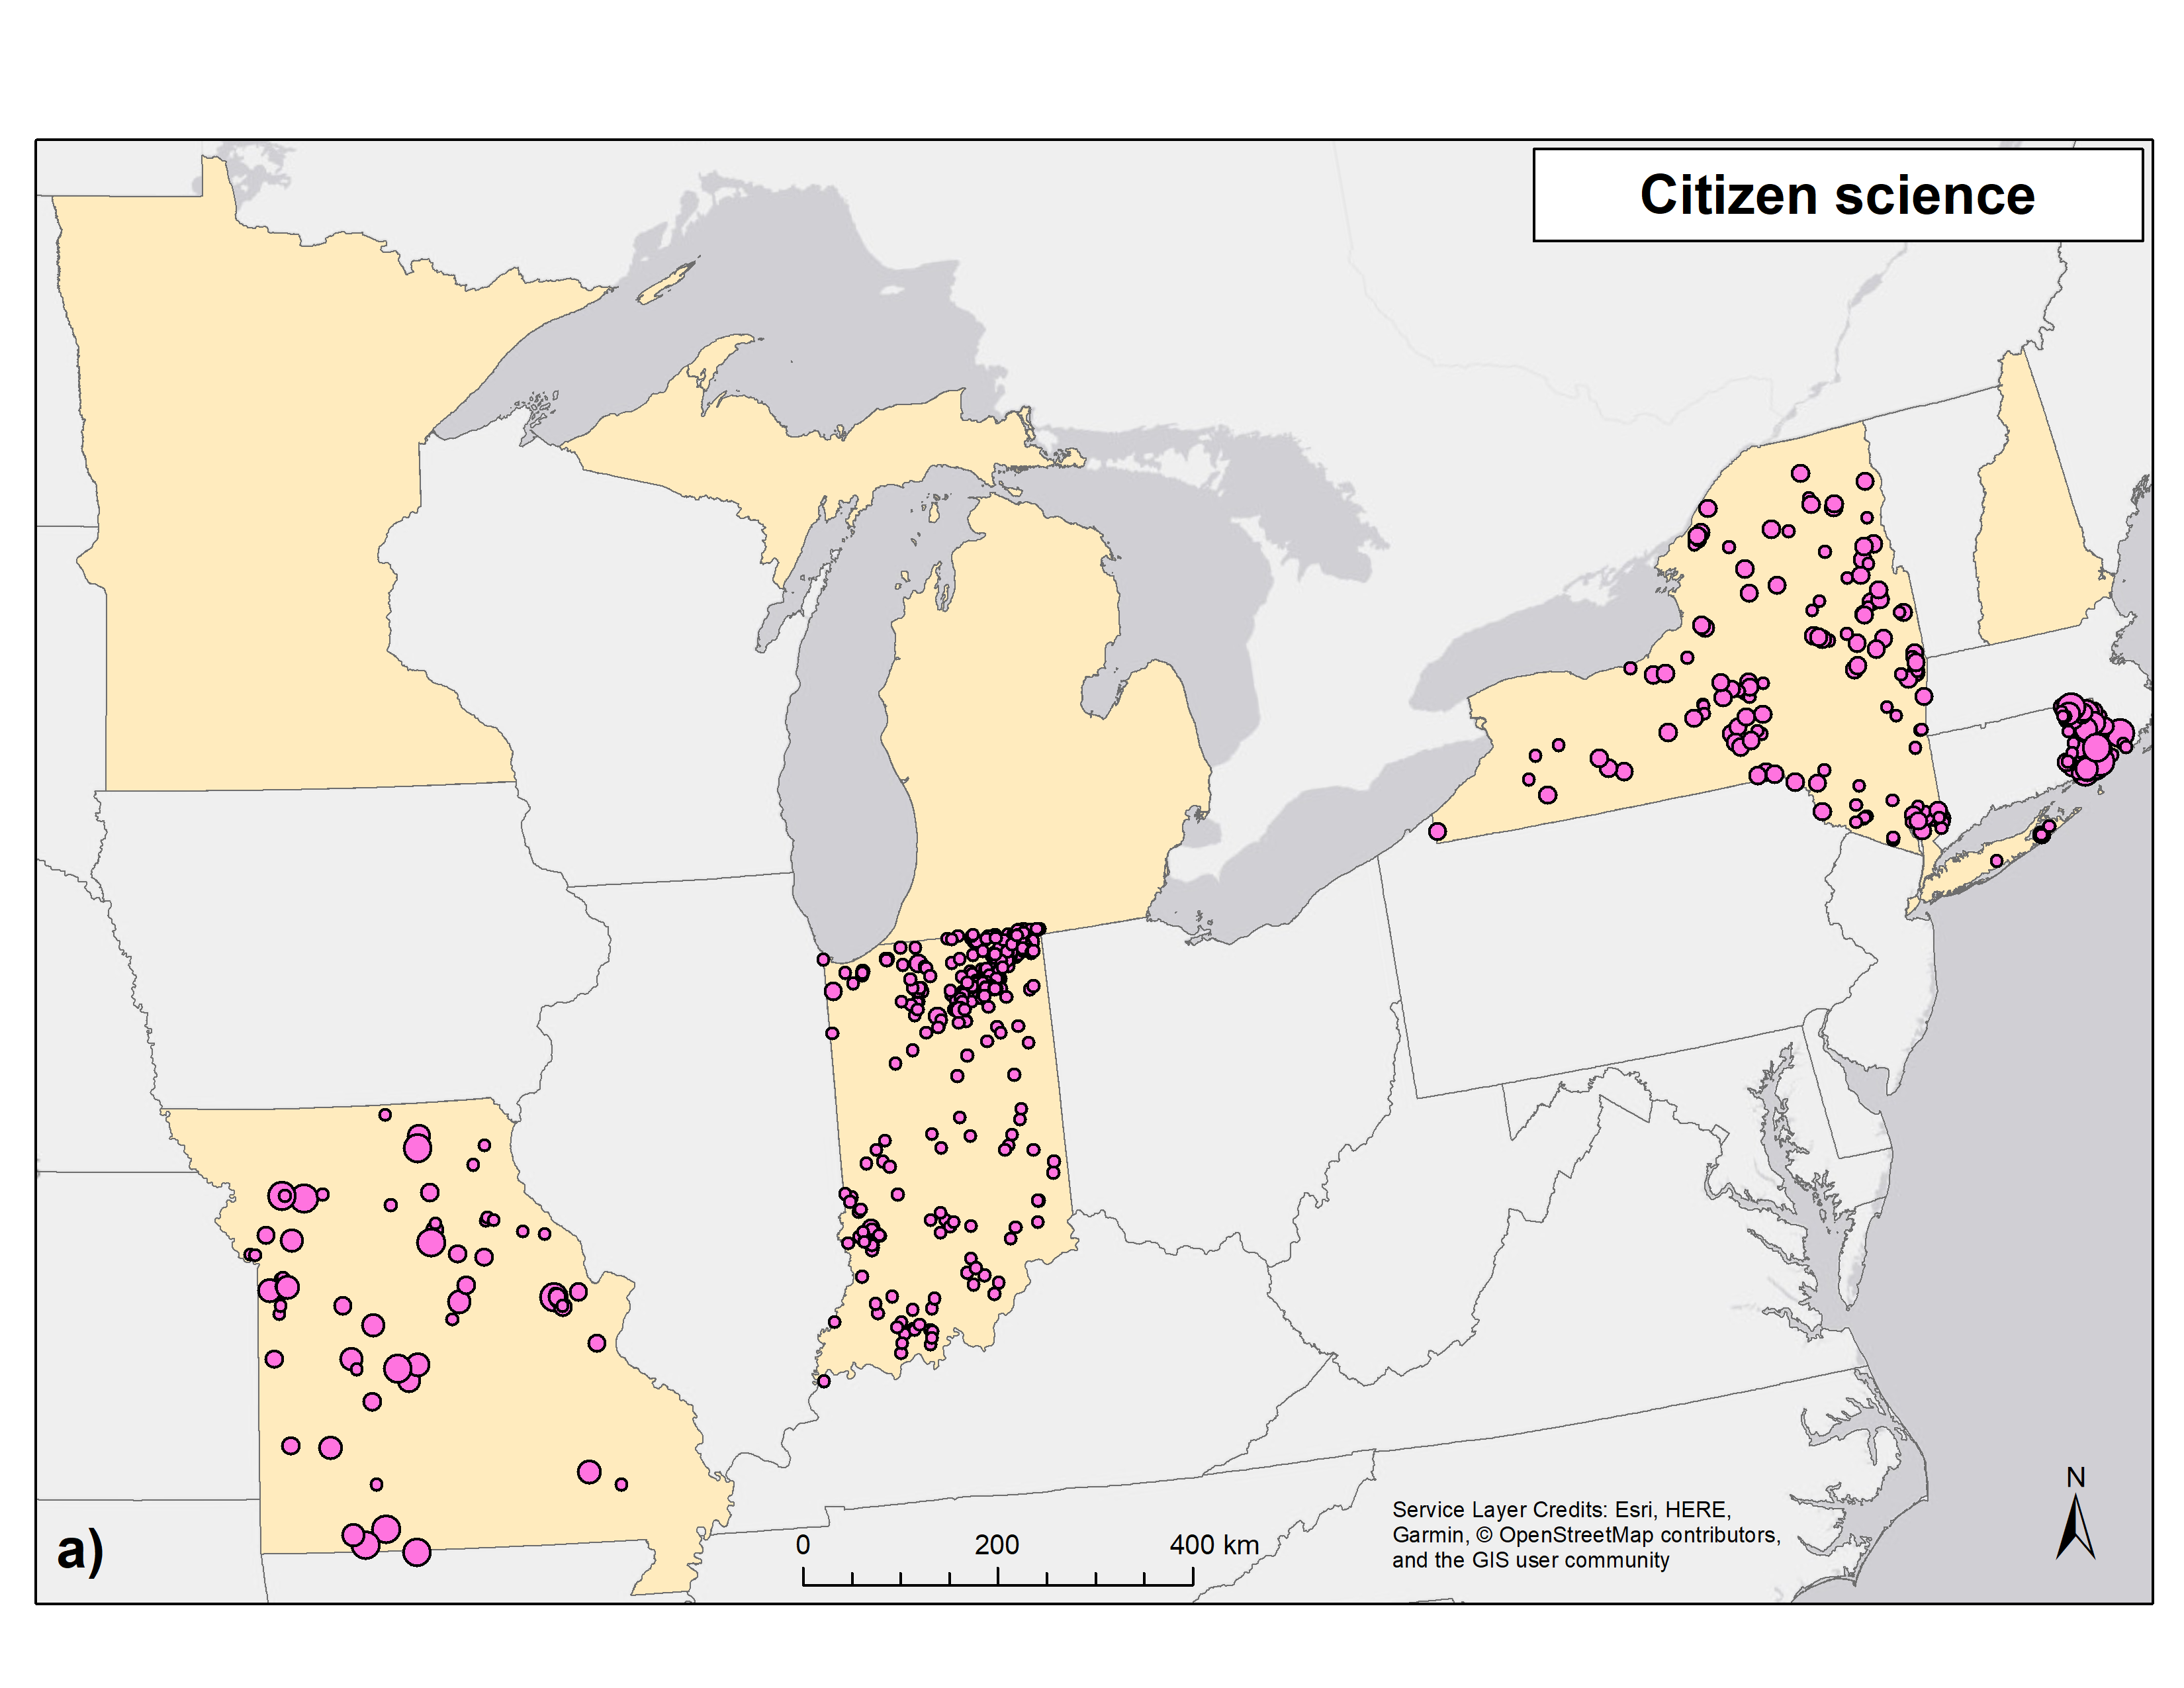 Citizen science
N
Service Layer Credits: Esri, HERE,
Garmin, © OpenStreetMap contributors,
and the GIS user community
0 200 400 km
a)